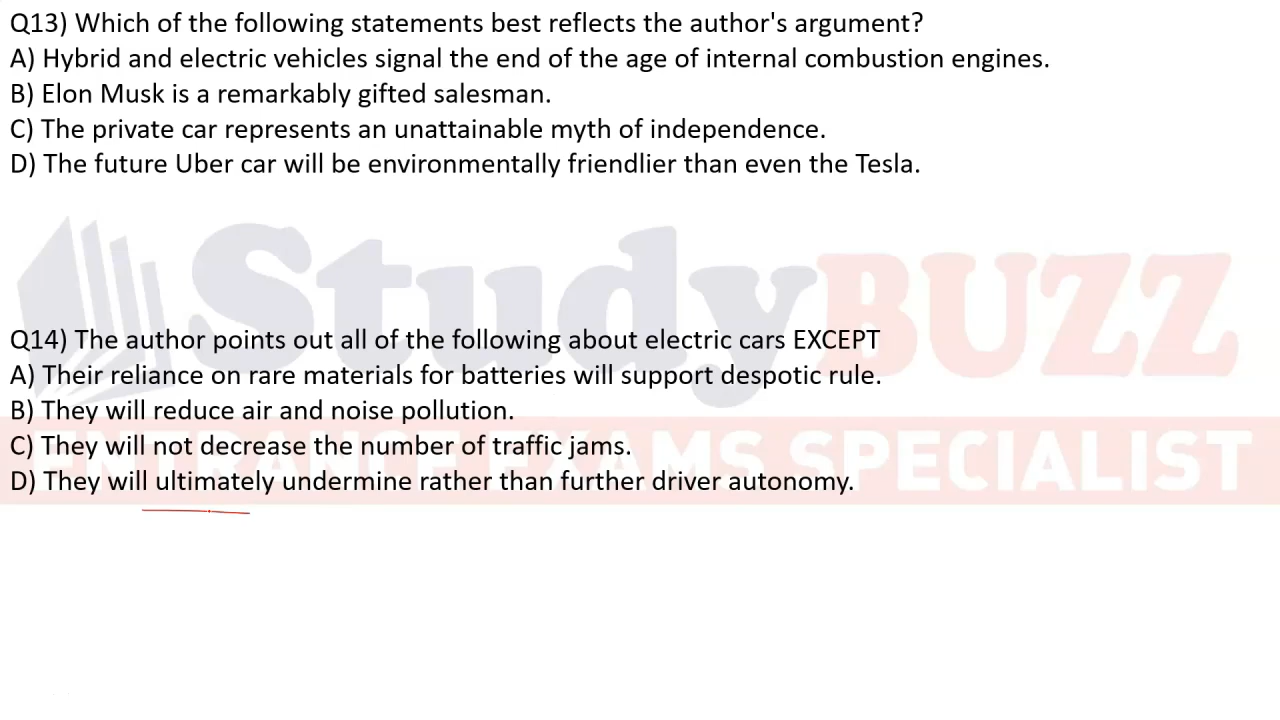 Q13) Which of the following statements best reflects the author's argument?
A) Hybrid and electric vehicles signal the end of the age of internal combustion engines.
B) Elon Musk is a remarkably gifted salesman.
C) The private car represents an unattainable myth of independence.
D) The future Uber car will be environmentally friendlier than even the Tesla.
StudyBUZZ
Q14) The author points out all of the following about electric cars EXCEPT
A) Their reliance on rare materials for batteries will support despotic rule.
B) They will reduce air and noise pollution.
C) They will not decrease the number of traffic jams.
ENTRANCE EXAMS SPECIALIST
D) They will ultimately undermine rather than further driver autonomy.